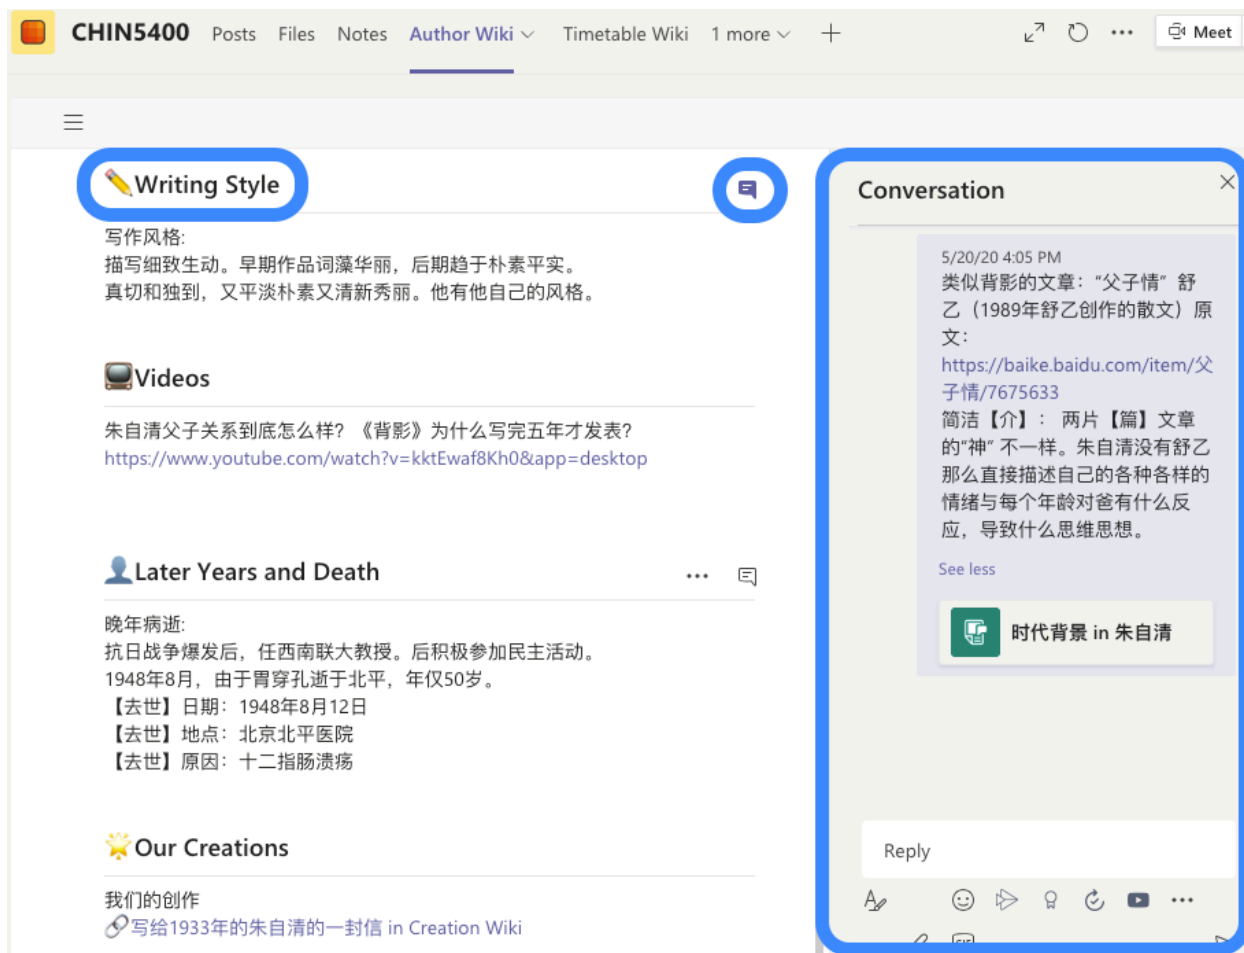 CHIN5400 Posts Files Notes Author Wiki Timetable Wiki 1 more Meet
✏️Writing Style
写作风格:
描写细致生动。早期作品词藻华丽，后期趋于朴素平实。
真切和独到，又平淡朴素又清新秀丽。他有他自己的风格。
📺Videos
朱自清父子关系到底怎么样？《背影》为什么写完五年才发表？
https://www.youtube.com/watch?v=kktEwaf8Kh0&app=desktop
👤Later Years and Death
晚年病逝:
抗日战争爆发后，任西南联大教授。后积极参加民主活动。
1948年8月，由于胃穿孔逝于北平，年仅50岁。
【去世】日期：1948年8月12日
【去世】地点：北京北平医院
【去世】原因：十二指肠溃疡
🌟Our Creations
我们的创作
🔗写给1933年的朱自清的一封信 in Creation Wiki
Conversation
5/20/20 4:05 PM
类似背影的文章：“父子情”舒
乙（1989年舒乙创作的散文）原
文：
https://baike.baidu.com/item/父
子情/7675633
简洁【介】： 两片【篇】文章
的“神” 不一样。朱自清没有舒乙
那么直接描述自己的各种各样的
情绪与每个年龄对爸有什么反
应，导致什么思维思想。
See less
时代背景 in 朱自清
Reply